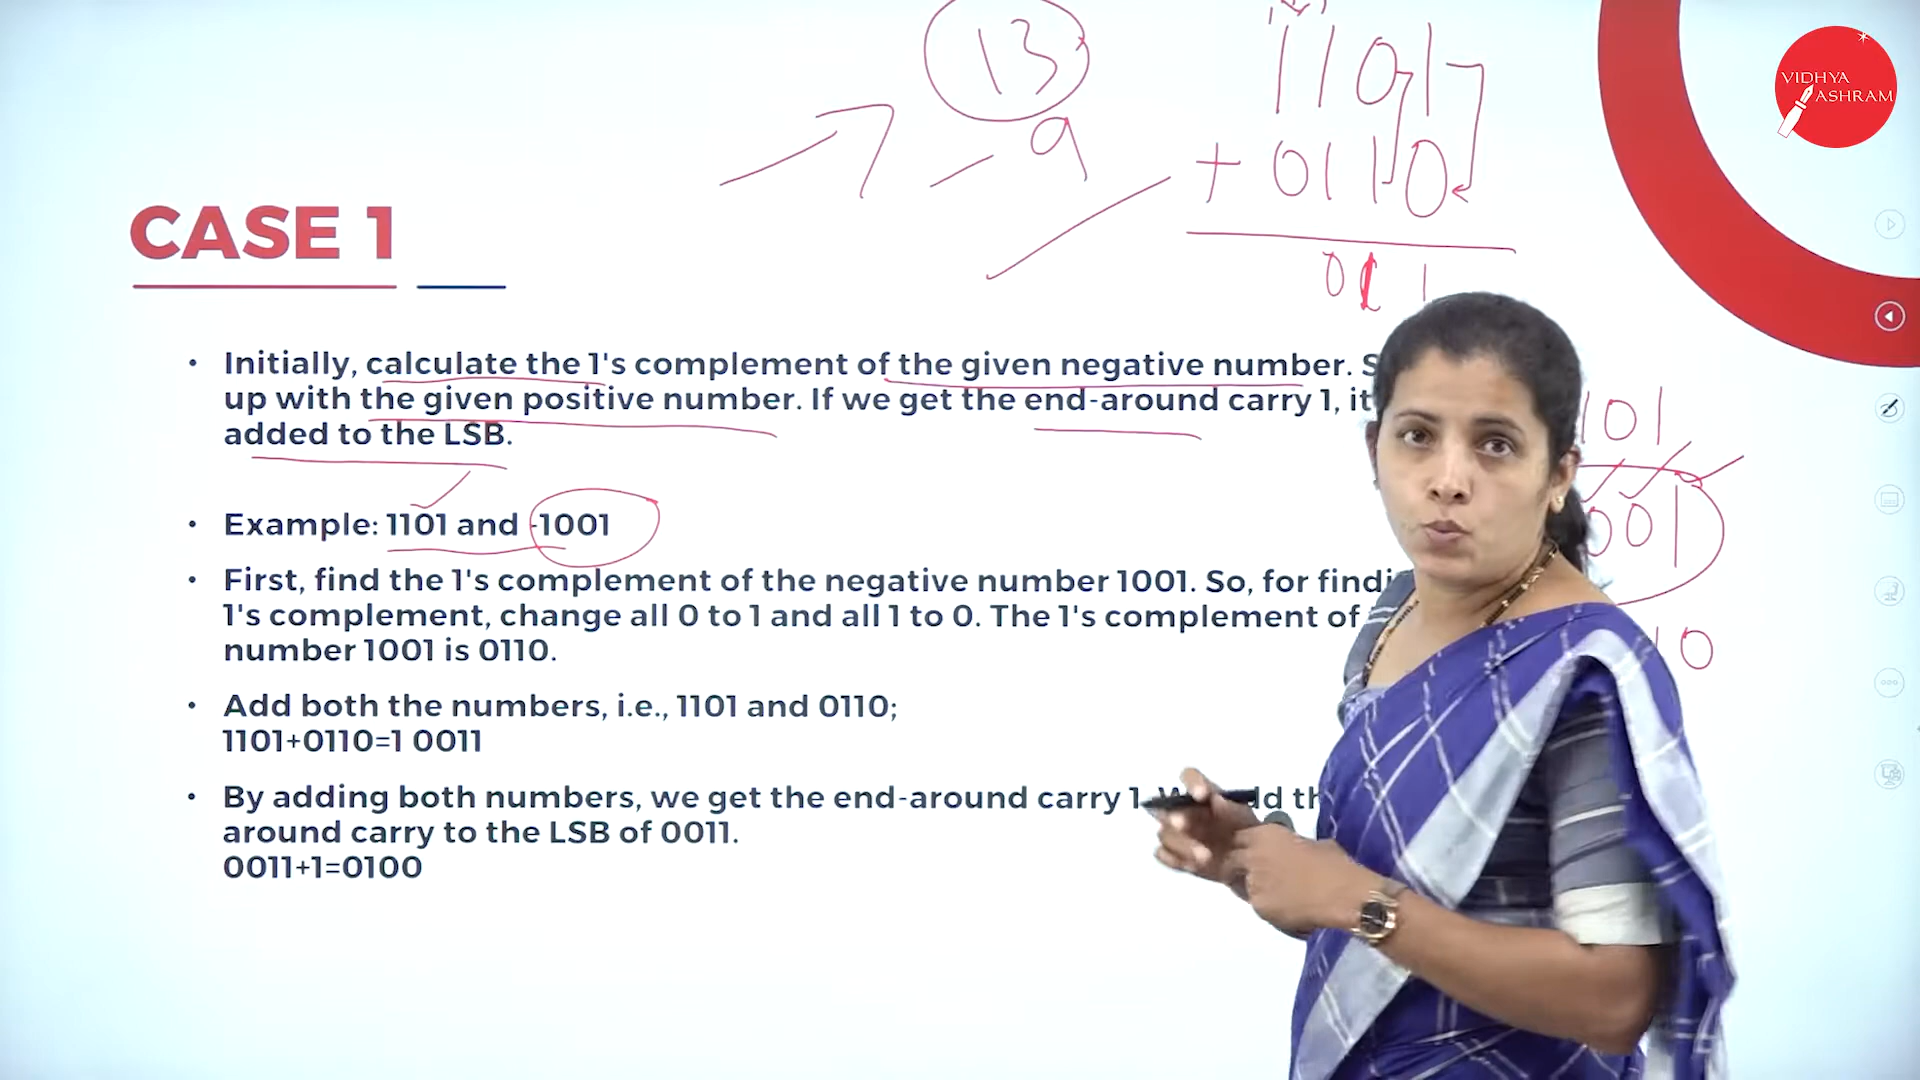 13
1101
9
+ 0110
VIDHYA
ASHRAM
CASE 1
• Initially, calculate the 1's complement of the given negative number. S
up with the given positive number. If we get the end-around carry 1, it
added to the LSB.
101
• Example: 1101 and -1001
001
• First, find the 1's complement of the negative number 1001. So, for findi
1's complement, change all 0 to 1 and all 1 to 0. The 1's complement of
number 1001 is 0110.
10
• Add both the numbers, i.e., 1101 and 0110;
1101+0110=1 0011
• By adding both numbers, we get the end-around carry 1.
around carry to the LSB of 0011.
0011+1=0100